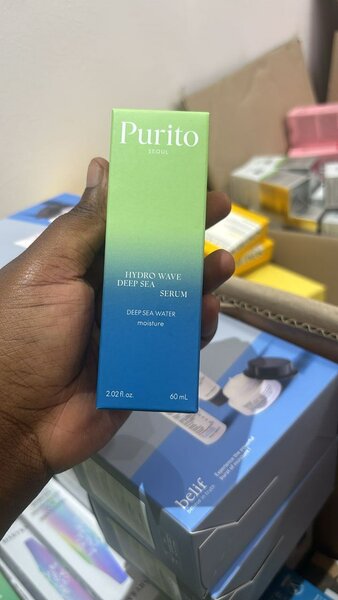 Purito
SEOUL
HYDRO WAVE
DEEP SEA
SERUM
DEEP SEA WATER
moisture
2.02 fl.oz. 60 mL
belif